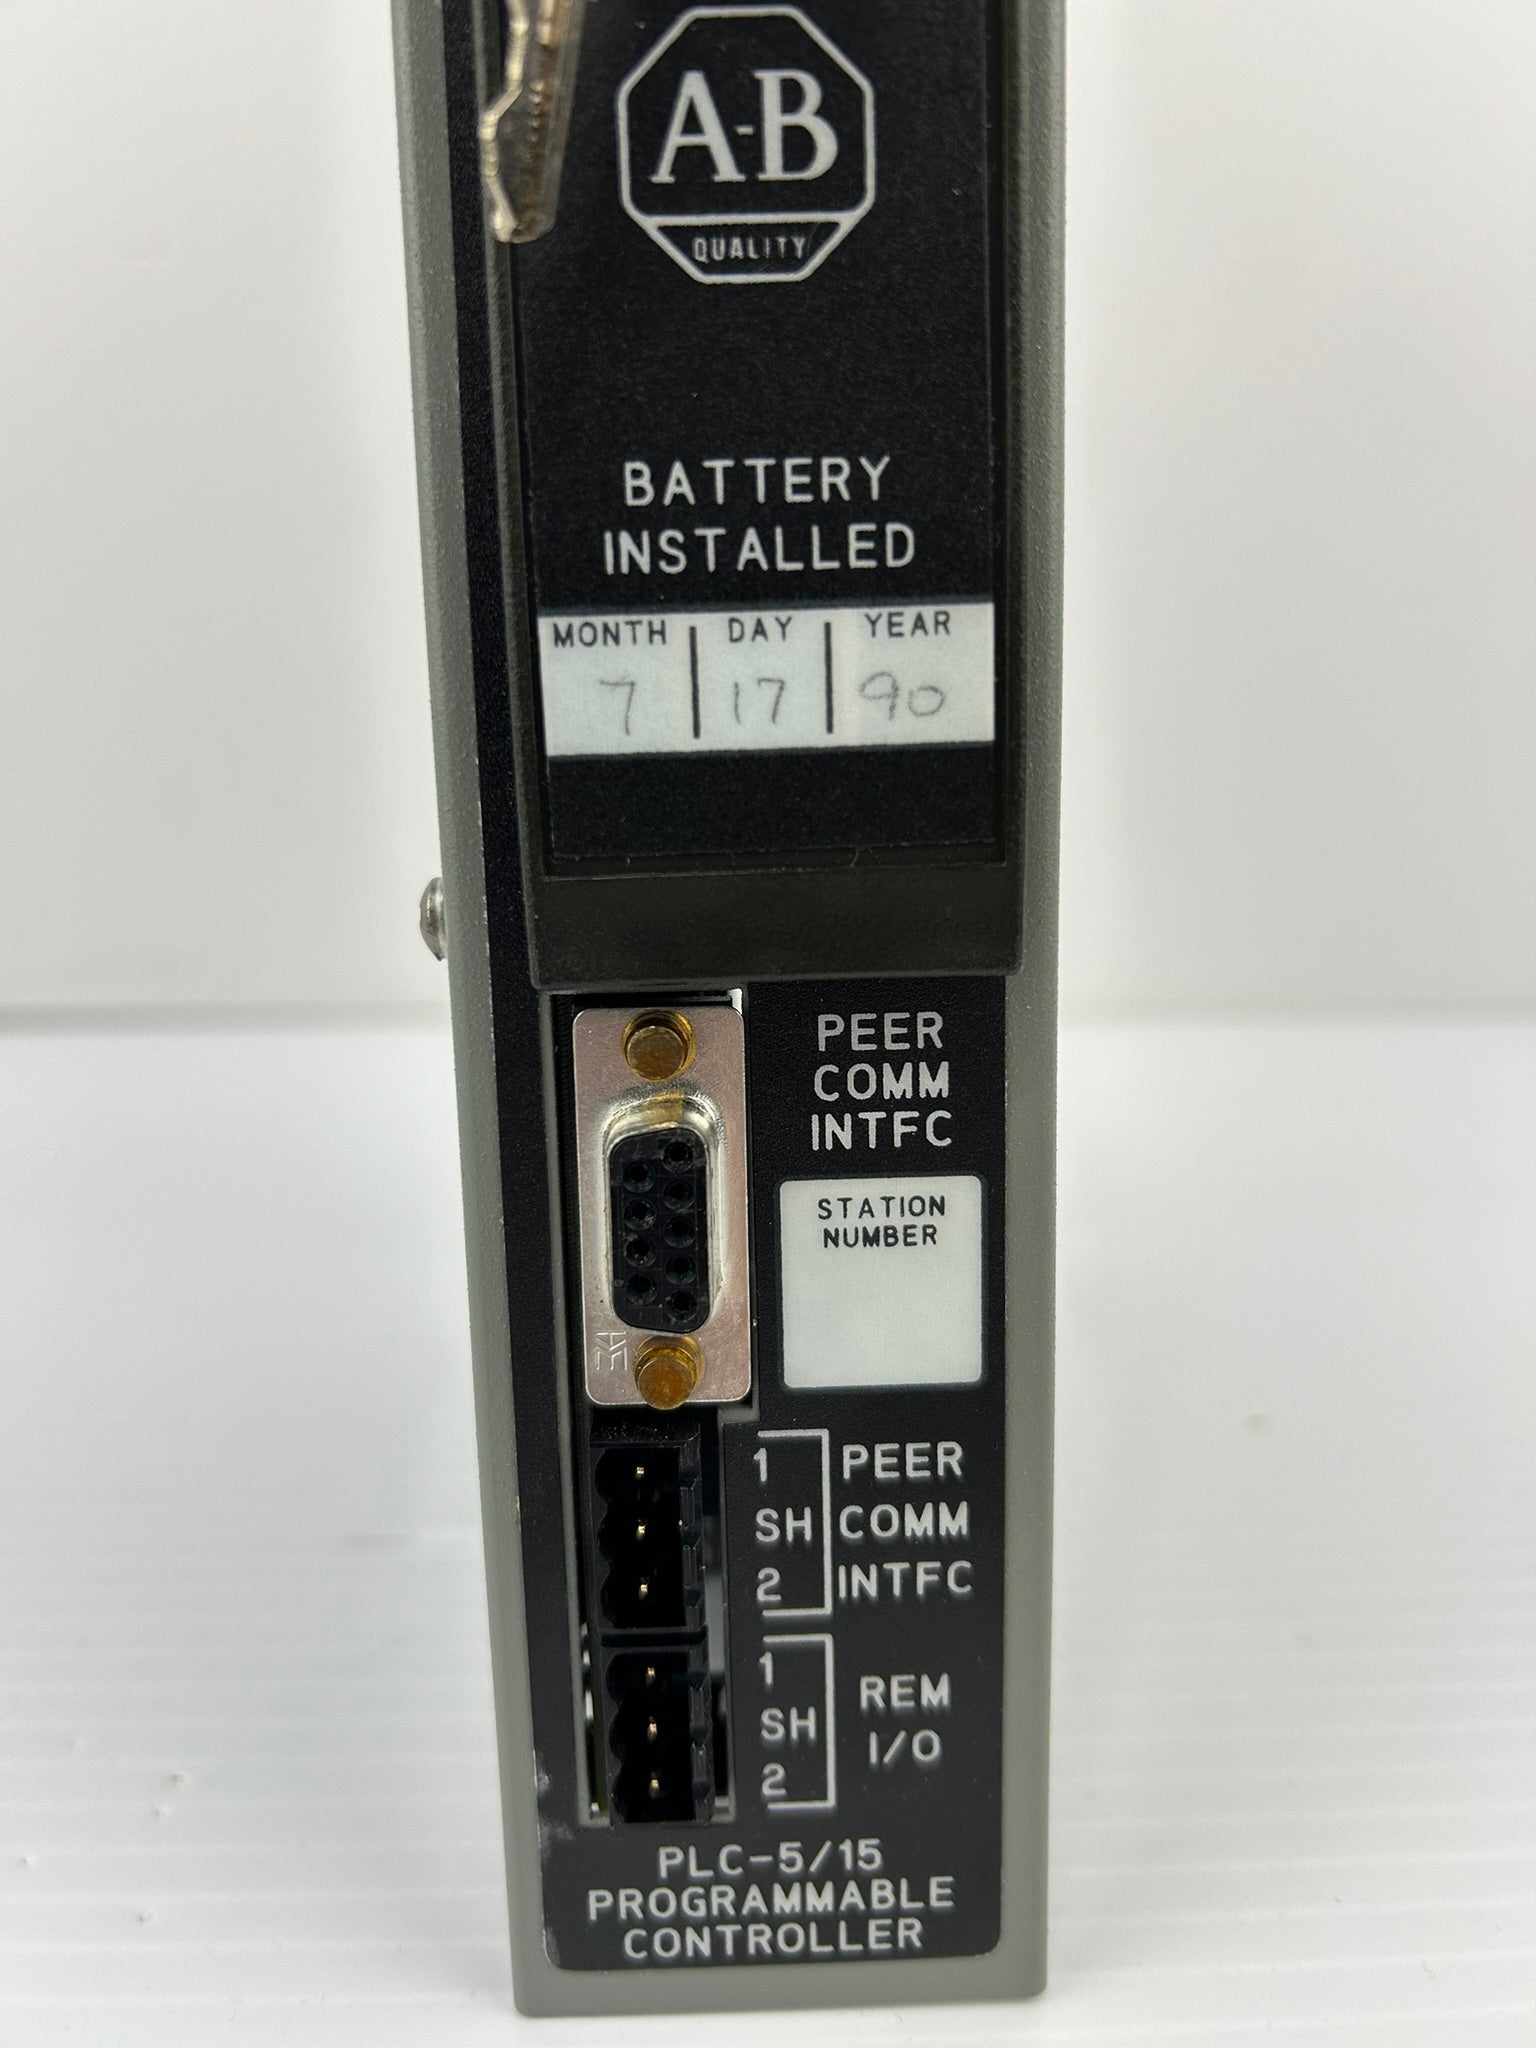 A-B
QUALITY
BATTERY
INSTALLED
MONTH DAY YEAR
7 17 90
PEER
COMM
INTFC
STATION
NUMBER
1
SH
2
PEER
COMM
INTFC
1
SH
2
REM
I/O
PLC-5/15
PROGRAMMABLE
CONTROLLER